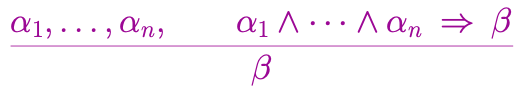 α₁, . . . , αₙ, α₁ ∧ ⋯ ∧ αₙ ⇒ β
β